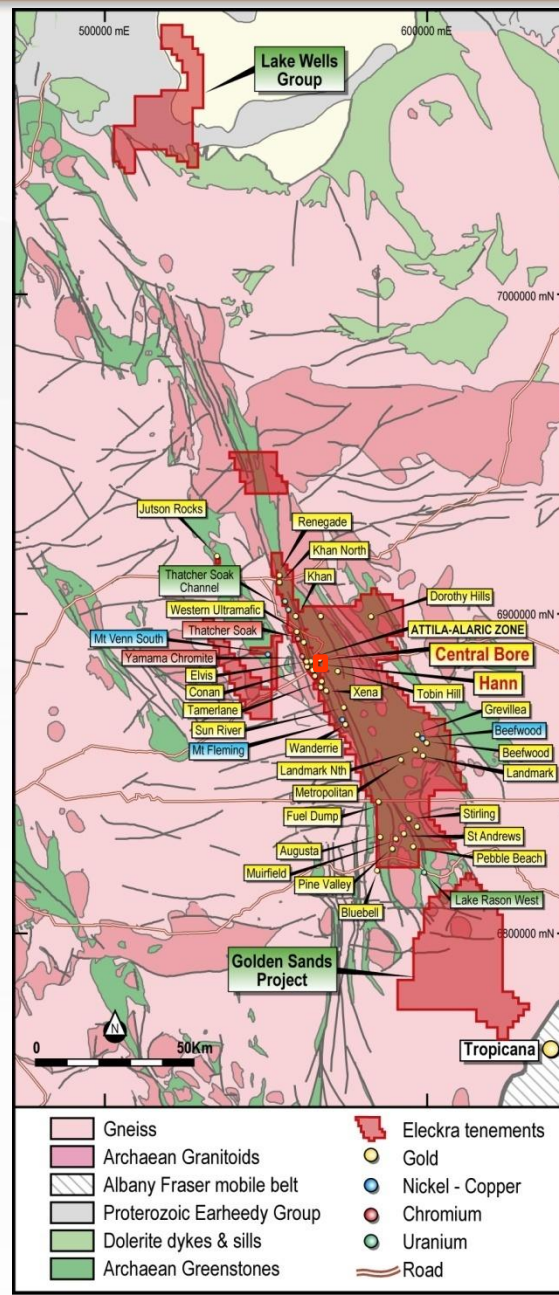 500000 mE
600000 mE
Lake Wells
Group
7000000 mN
Jutson Rocks
Renegade
Khan North
Thatcher Soak
Channel
Khan
Western Ultramafic
Dorothy Hills
6900000 mN
Thatcher Soak
Mt Venn South
ATTILA-ALARIC ZONE
Yamama Chromite
Central Bore
Elvis
Hann
Conan
Xena
Tobin Hill
Tamerlane
Grevillea
Sun River
Beefwood
Mt Fleming
Wanderrie
Beefwood
Landmark Nth
Landmark
Metropolitan
Fuel Dump
Stirling
St Andrews
Augusta
Muirfield
Pebble Beach
Pine Valley
Lake Rason West
Bluebell
6800000 mN
Golden Sands
Project
N
0
50Km
Tropicana
Gneiss
Archaean Granitoids
Albany Fraser mobile belt
Proterozoic Earheedy Group
Dolerite dykes & sills
Archaean Greenstones
Eleckra tenements
Gold
Nickel - Copper
Chromium
Uranium
Road